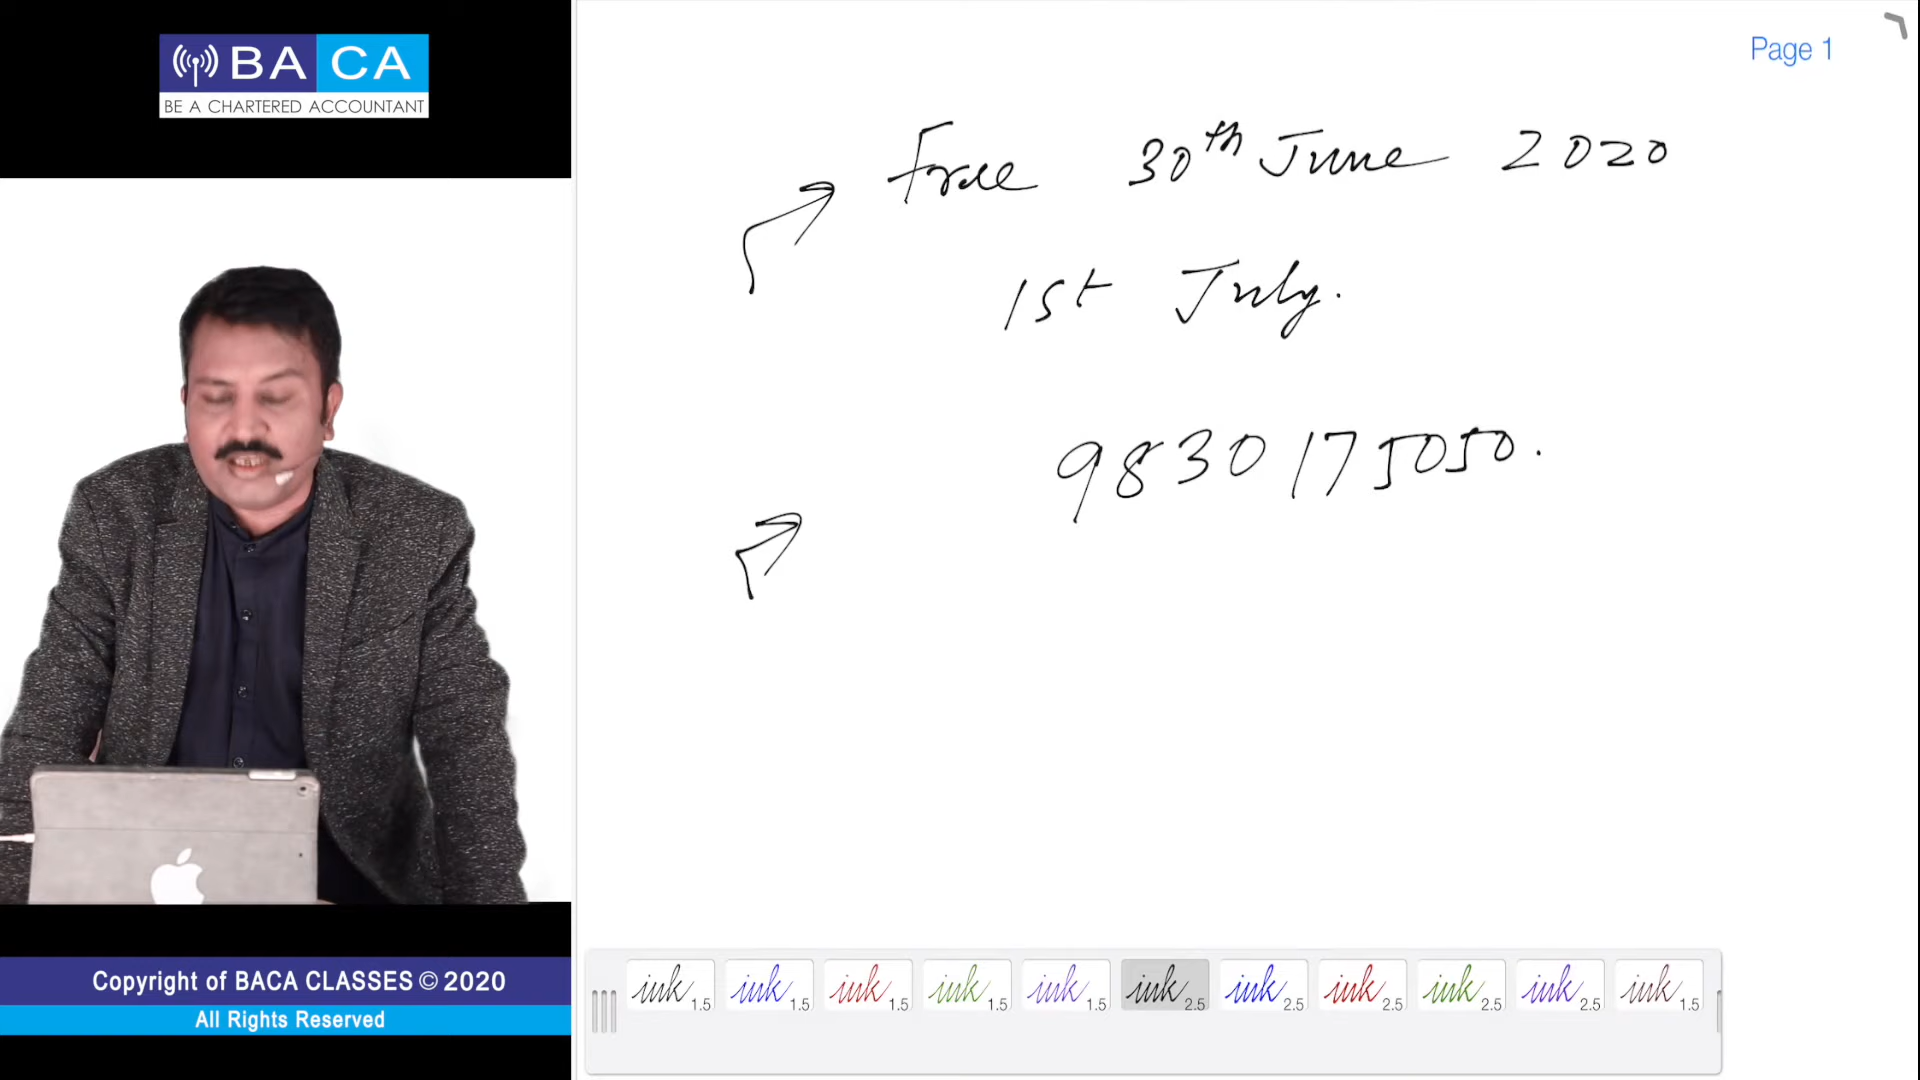 BA CA
BE A CHARTERED ACCOUNTANT
Page 1
Free 30th June 2020
1st July.
9830175050.
ink 1.5 ink 1.5 ink 1.5 ink 1.5 ink 1.5 ink 2.5 ink 2.5 ink 2.5 ink 2.5 ink 2.5 ink 1.5
Copyright of BACA CLASSES © 2020
All Rights Reserved